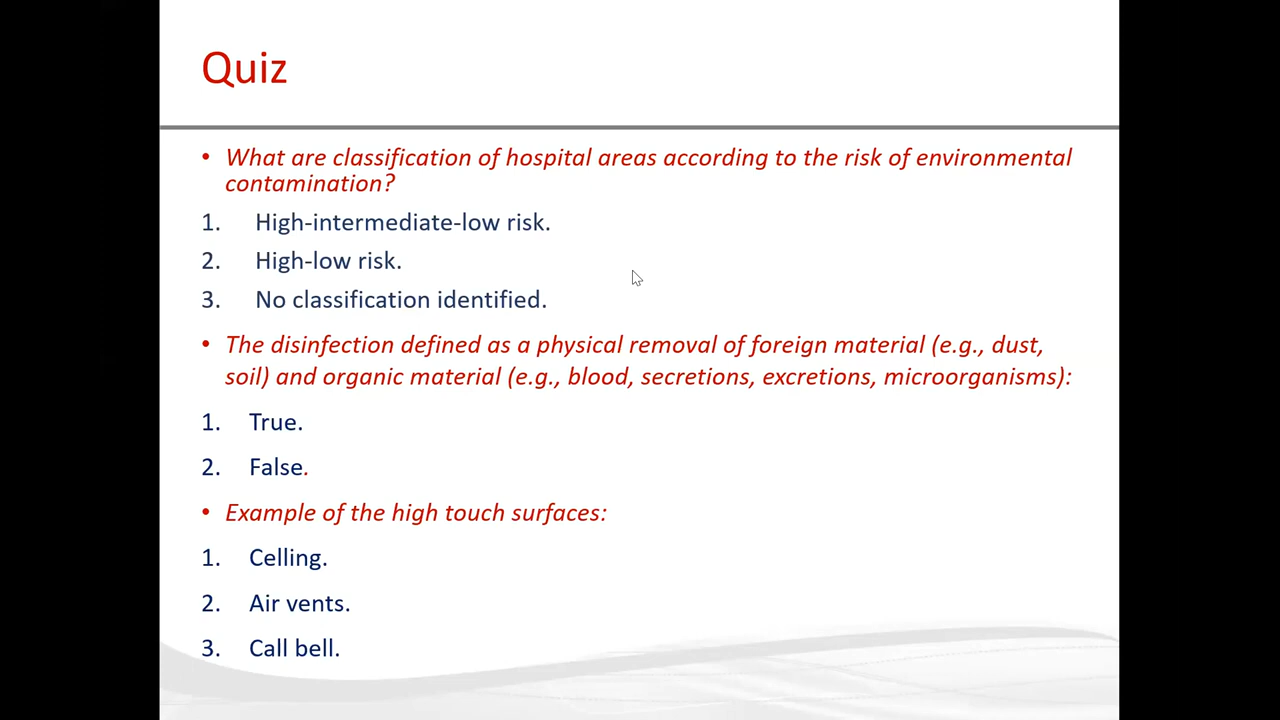 Quiz
• What are classification of hospital areas according to the risk of environmental
contamination?
1. High-intermediate-low risk.
2. High-low risk.
3. No classification identified.
• The disinfection defined as a physical removal of foreign material (e.g., dust,
soil) and organic material (e.g., blood, secretions, excretions, microorganisms):
1. True.
2. False.
• Example of the high touch surfaces:
1. Celling.
2. Air vents.
3. Call bell.